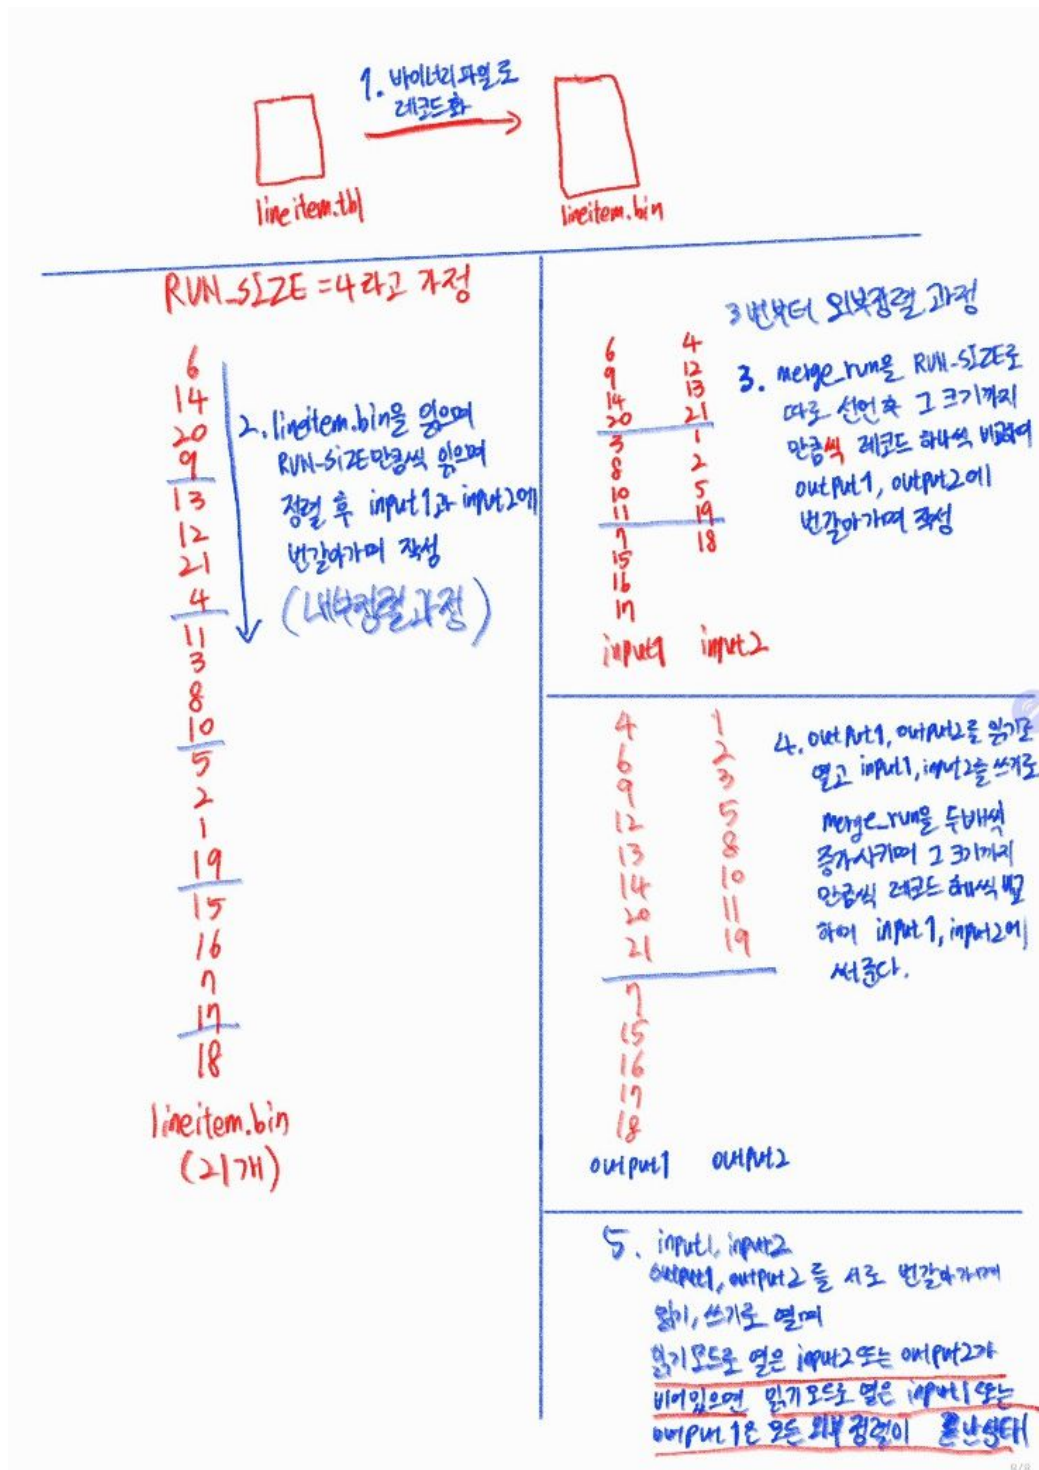 1. 바이너리파일로
레코드화
lineitem.tbl
lineitem.bin
RUN_SIZE = 4 라고 가정
6
14
20
9
13
12
21
4
11
3
8
10
5
2
1
19
15
16
7
17
18
lineitem.bin
(21개)
2. lineitem.bin을 읽으며
RUN-SIZE만큼씩 읽으며
정렬 후 input1과 input2에
번갈아가며 작성
(내부정렬과정)
3번부터 외부정렬 과정
6 4
9 12
14 13
20 21
3 1
8 2
10 5
11 19
7 18
15
16
17
input1 input2
3. merge_run을 RUN-SIZE로
따로 선언 후 그 크기까지
만큼씩 레코드 하나씩 비교하여
output1, output2에
번갈아가며 작성
4 1
6 2
9 3
12 5
13 8
14 10
20 11
21 19
7
15
16
17
18
output1 output2
4. output1, output2를 읽기로
열고 input1, input2를 쓰기로
merge_run을 두배씩
증가시키며 그 크기까지
만큼씩 레코드 하나씩 비교
하여 input1, input2에
써준다.
5. input1, input2
output1, output2 를 서로 번갈아가며
읽기, 쓰기로 열며
읽기모드로 열은 input2 또는 output2가
비어있으면 읽기모드로 열은 input1 또는
output1은 모든 외부정렬이 끝난상태